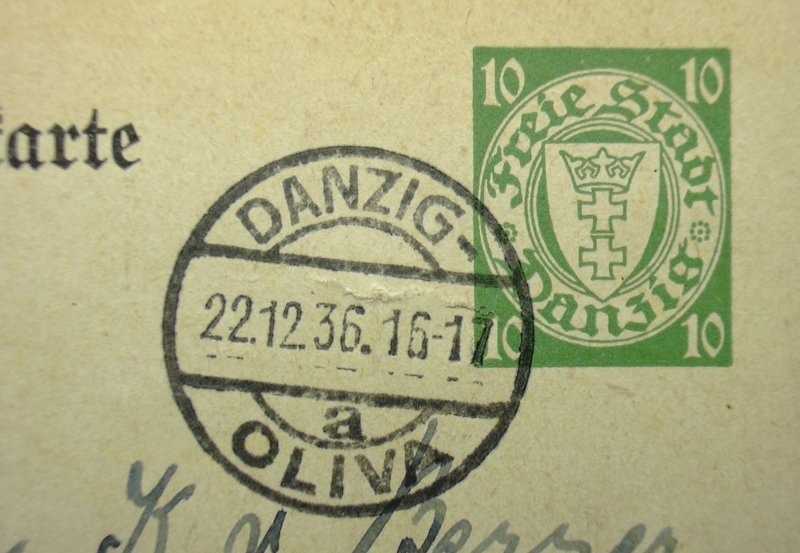 10 10
Freie Stadt
arte
DANZIG-
Danzig
22.12.36.16-17
10 10
a
OLIVA
K